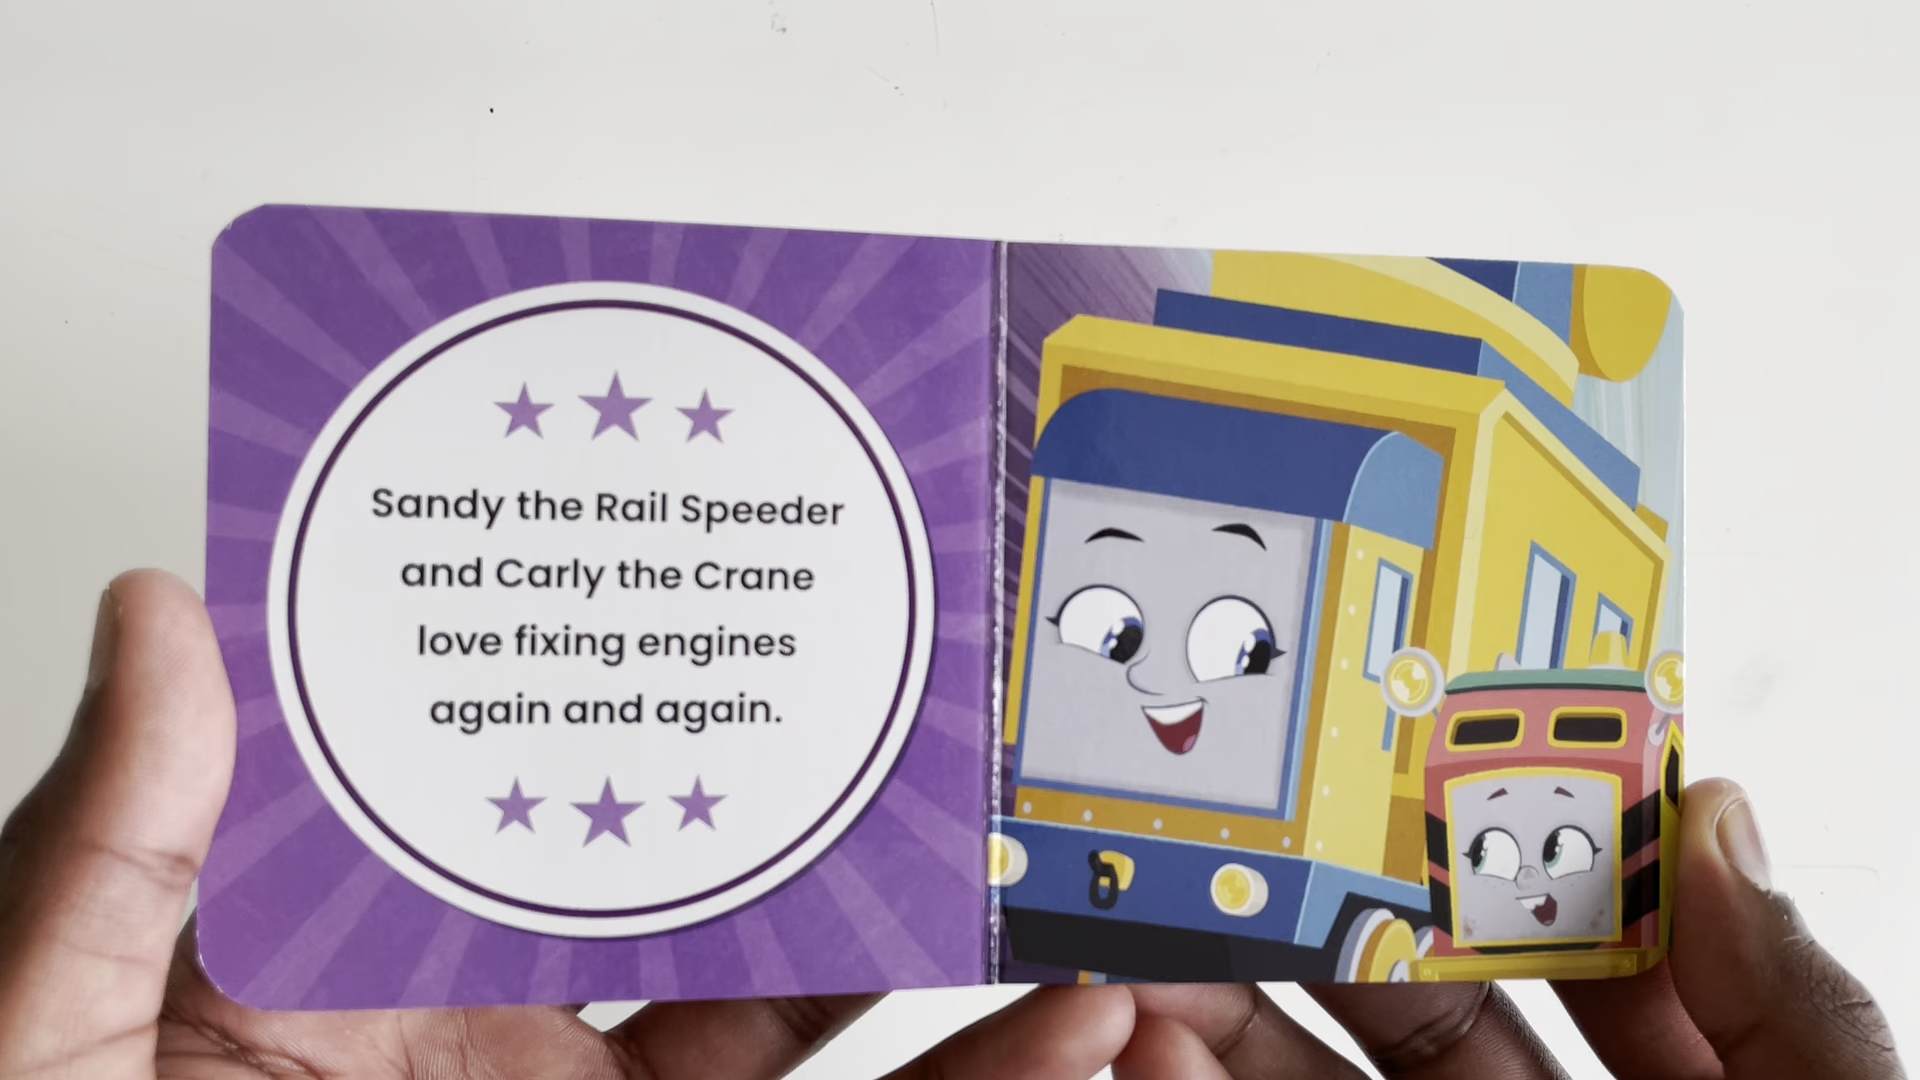 Sandy the Rail Speeder
and Carly the Crane
love fixing engines
again and again.